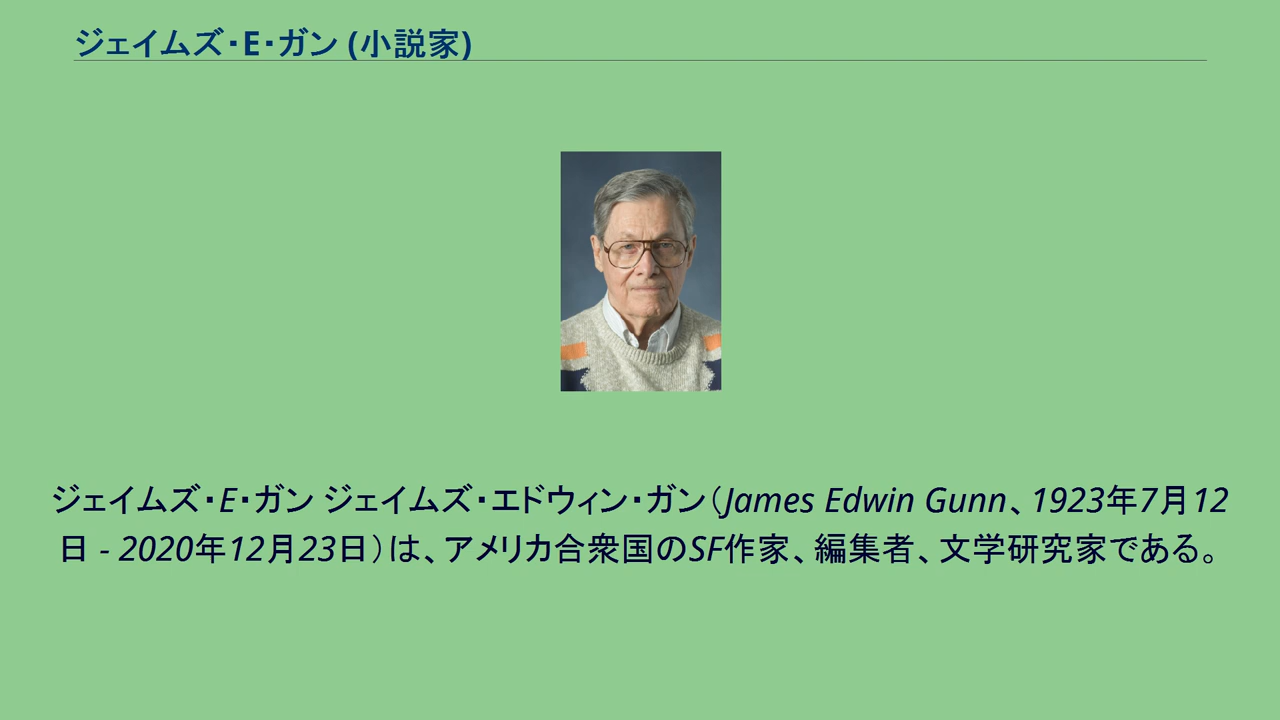 ジェイムズ・E・ガン (小説家)
ジェイムズ・E・ガン ジェイムズ・エドウィン・ガン（James Edwin Gunn、1923年7月12
日 - 2020年12月23日）は、アメリカ合衆国のSF作家、編集者、文学研究家である。